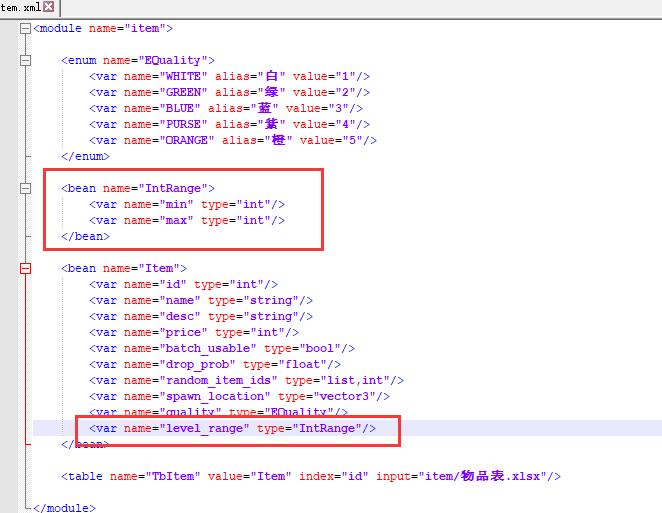 tem.xml
<module name="item">
<enum name="EQuality">
<var name="WHITE" alias="白" value="1"/>
<var name="GREEN" alias="绿" value="2"/>
<var name="BLUE" alias="蓝" value="3"/>
<var name="PURSE" alias="紫" value="4"/>
<var name="ORANGE" alias="橙" value="5"/>
</enum>
<bean name="IntRange">
<var name="min" type="int"/>
<var name="max" type="int"/>
</bean>
<bean name="Item">
<var name="id" type="int"/>
<var name="name" type="string"/>
<var name="desc" type="string"/>
<var name="price" type="int"/>
<var name="batch_usable" type="bool"/>
<var name="drop_prob" type="float"/>
<var name="random_item_ids" type="list,int"/>
<var name="spawn_location" type="vector3"/>
<var name="quality" type="EQuality"/>
<var name="level_range" type="IntRange"/>
</bean>
<table name="TbItem" value="Item" index="id" input="item/物品表.xlsx"/>
</module>